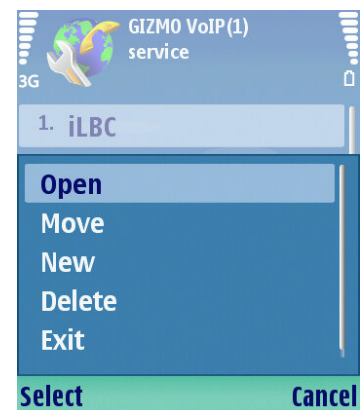 GIZMO VoIP(1)
service
3G
1. iLBC
Open
Move
New
Delete
Exit
Select Cancel